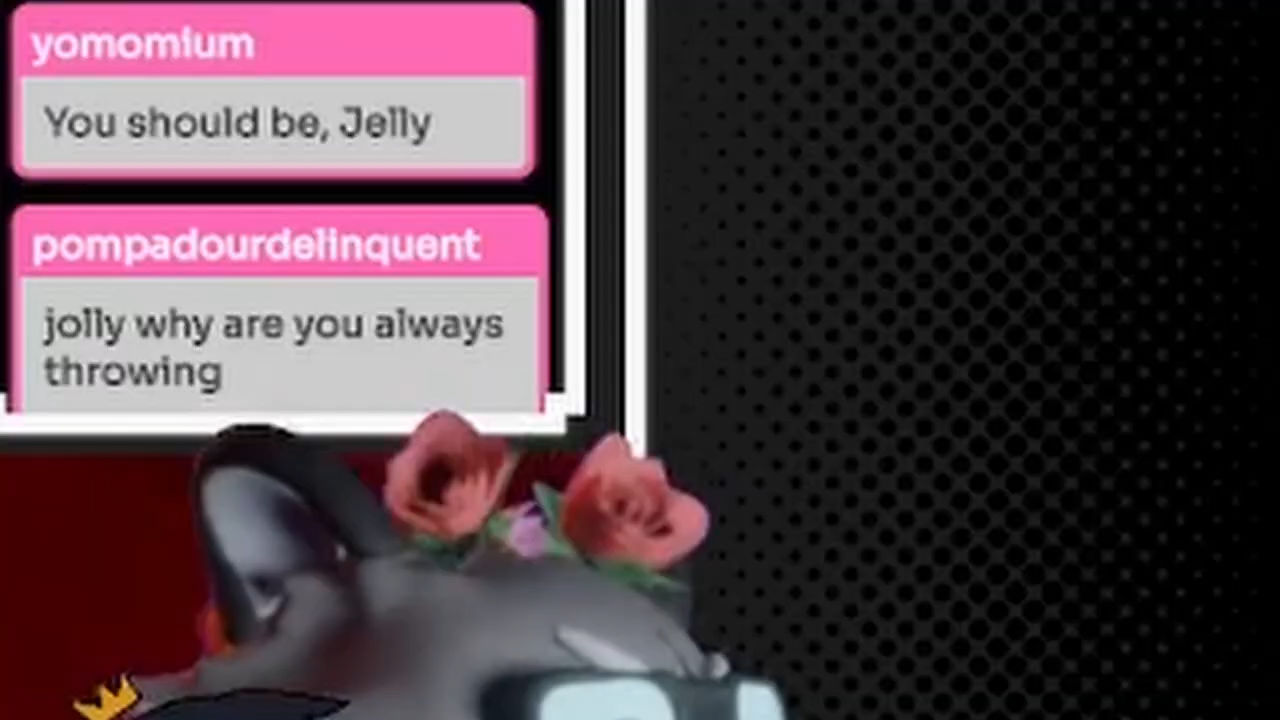 yomomium
You should be, Jelly
pompadourdelinquent
jolly why are you always
throwing